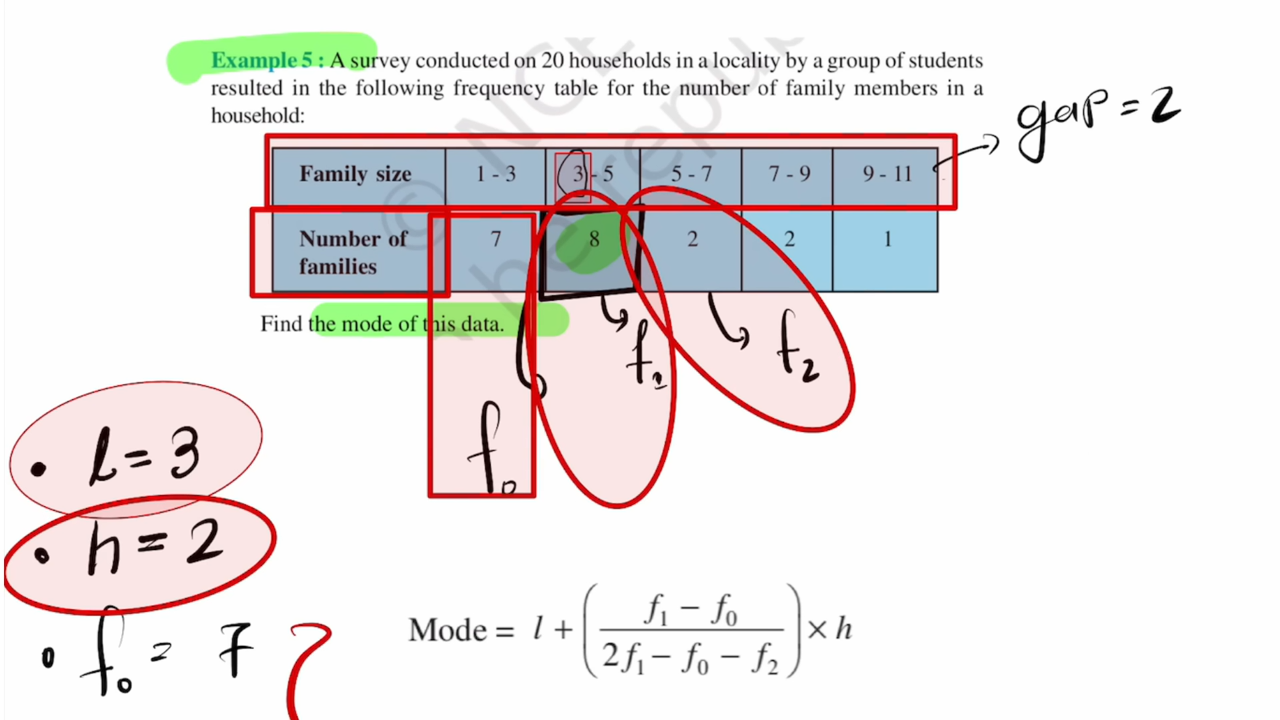 Example 5 : A survey conducted on 20 households in a locality by a group of students
resulted in the following frequency table for the number of family members in a
household:
gap = 2
Family size 1 - 3 3 - 5 5 - 7 7 - 9 9 - 11
Number of families 7 8 2 2 1
Find the mode of this data.
f₁ f₂
f₀
• l = 3
• h = 2
• f₀ = 7
Mode = l + ( f₁ – f₀ / 2f₁ – f₀ – f₂ ) × h